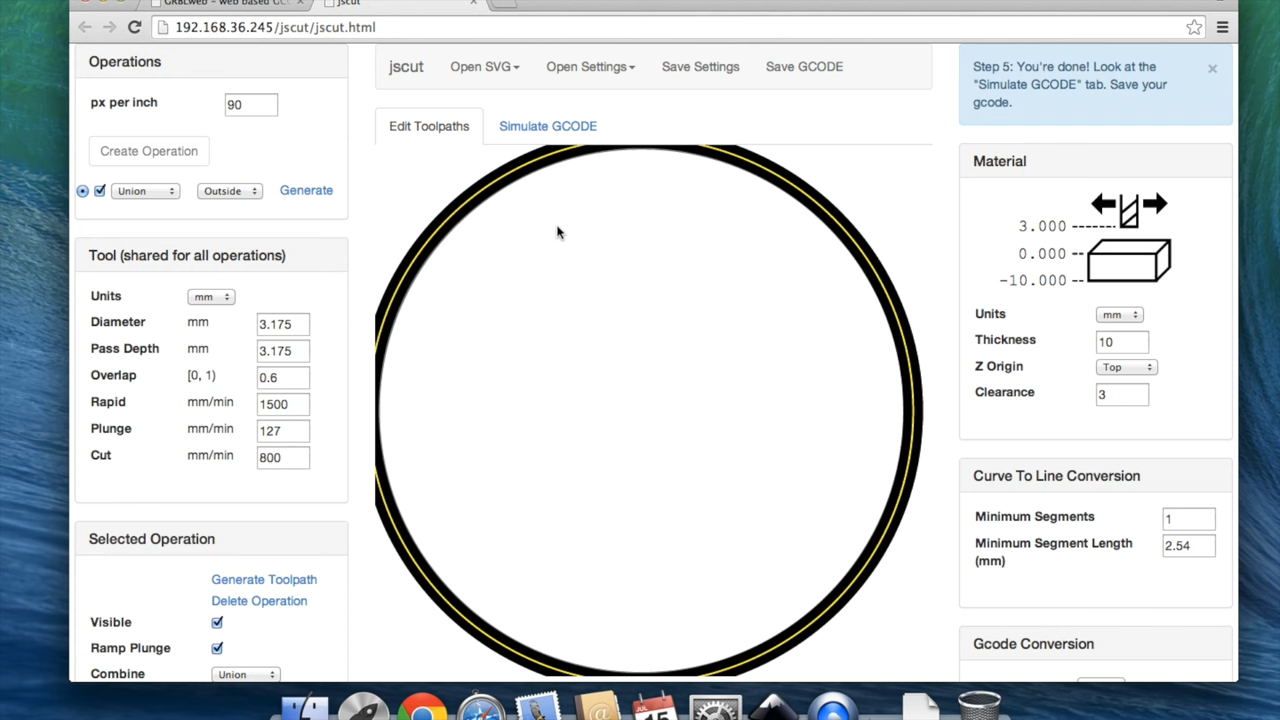 GRBLweb - web based GC
jscut
192.168.36.245/jscut/jscut.html
Operations
px per inch 90
Create Operation
Union Outside Generate
Tool (shared for all operations)
Units mm
Diameter mm 3.175
Pass Depth mm 3.175
Overlap [0, 1) 0.6
Rapid mm/min 1500
Plunge mm/min 127
Cut mm/min 800
Selected Operation
Generate Toolpath
Delete Operation
Visible
Ramp Plunge
Combine Union
jscut Open SVG Open Settings Save Settings Save GCODE
Edit Toolpaths Simulate GCODE
Step 5: You're done! Look at the
"Simulate GCODE" tab. Save your
gcode.
Material
3.000
0.000
-10.000
Units mm
Thickness 10
Z Origin Top
Clearance 3
Curve To Line Conversion
Minimum Segments 1
Minimum Segment Length 2.54
(mm)
Gcode Conversion
JUL
15